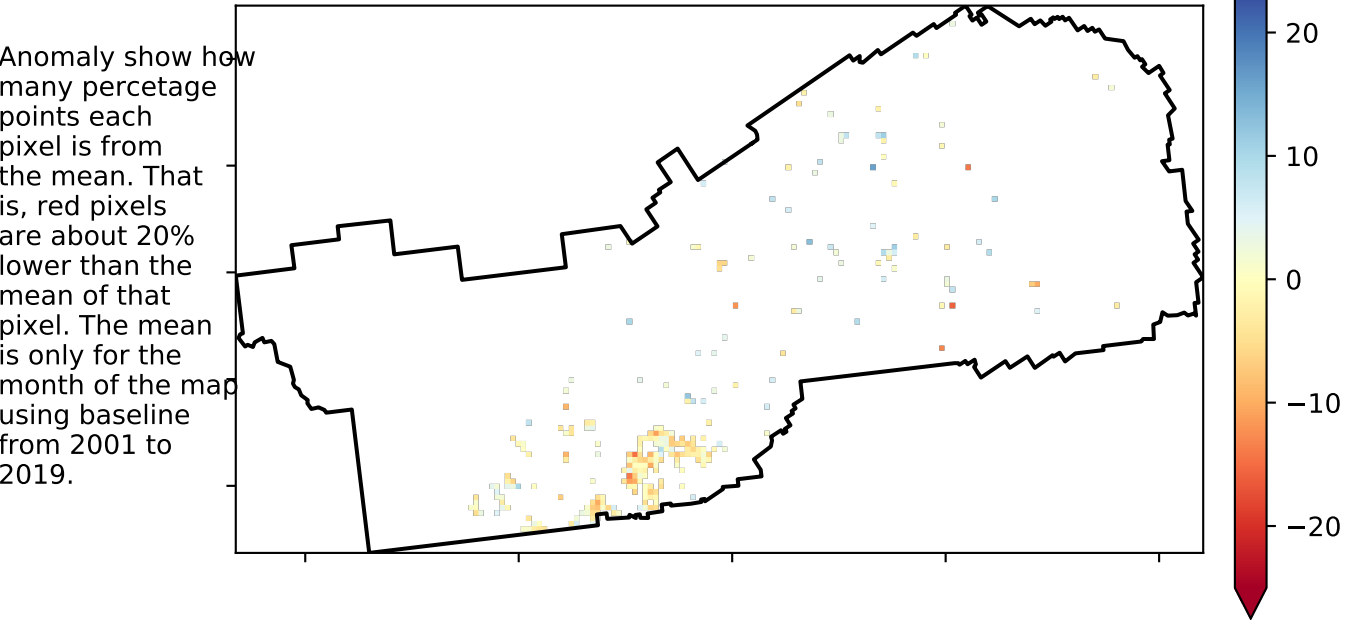 Anomaly show how
many percetage
points each
pixel is from
the mean. That
is, red pixels
are about 20%
lower than the
mean of that
pixel. The mean
is only for the
month of the map
using baseline
from 2001 to
2019.
20
10
0
−10
−20